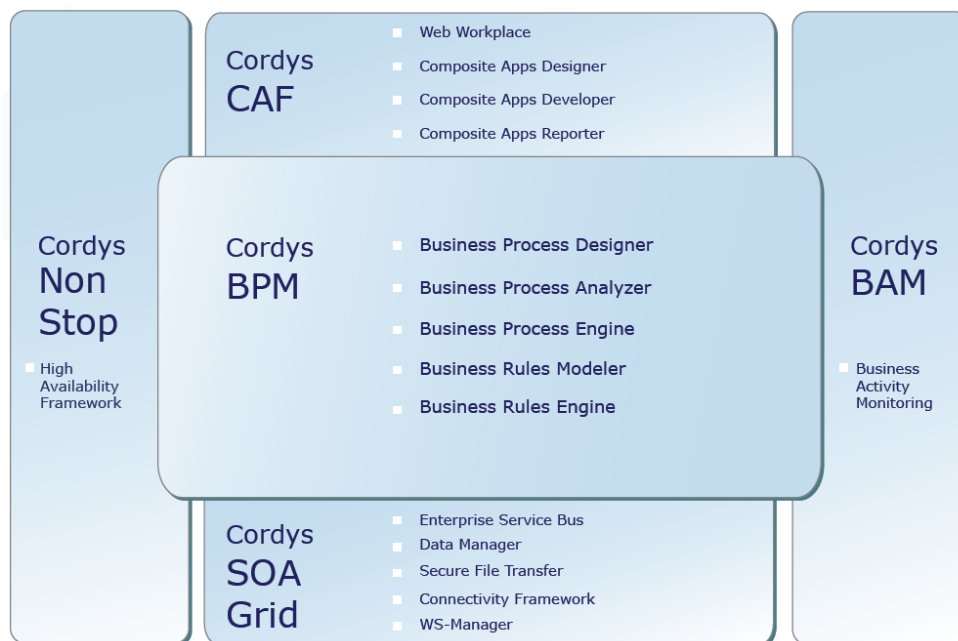 Cordys
CAF
Web Workplace
Composite Apps Designer
Composite Apps Developer
Composite Apps Reporter
Cordys
Non
Stop
High
Availability
Framework
Cordys
BPM
Business Process Designer
Business Process Analyzer
Business Process Engine
Business Rules Modeler
Business Rules Engine
Cordys
BAM
Business
Activity
Monitoring
Cordys
SOA
Grid
Enterprise Service Bus
Data Manager
Secure File Transfer
Connectivity Framework
WS-Manager